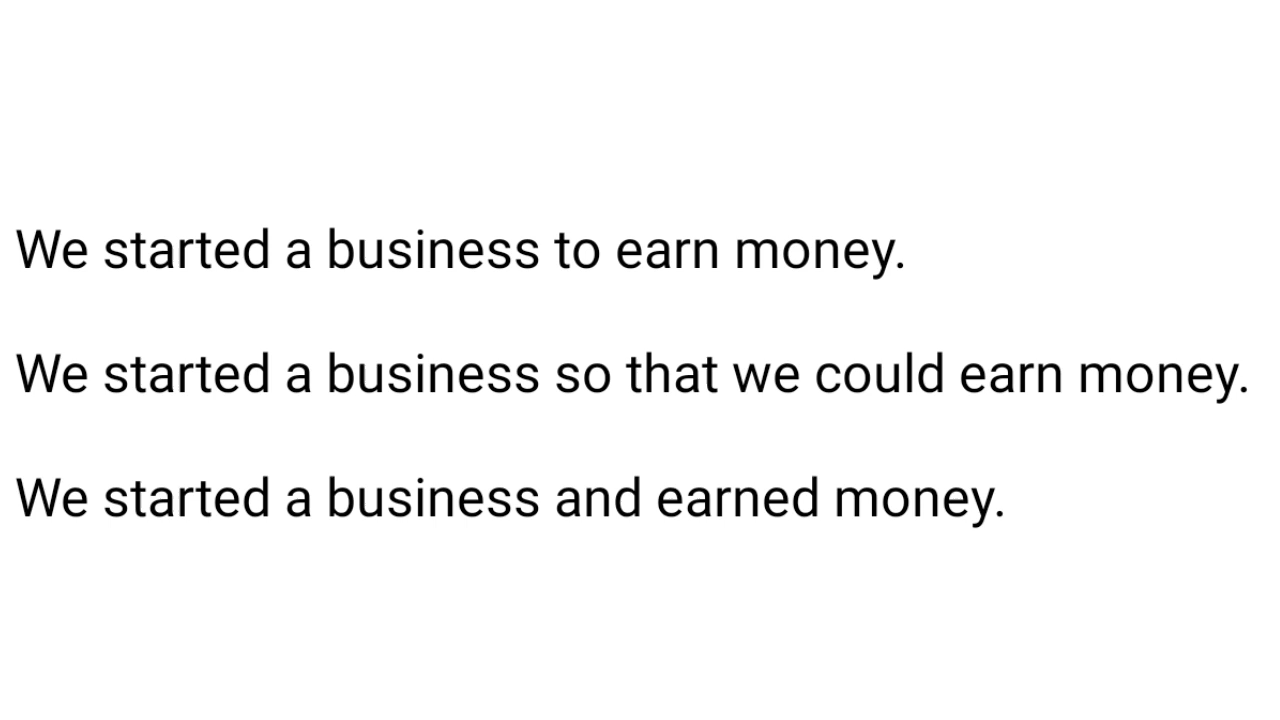 We started a business to earn money.
We started a business so that we could earn money.
We started a business and earned money.